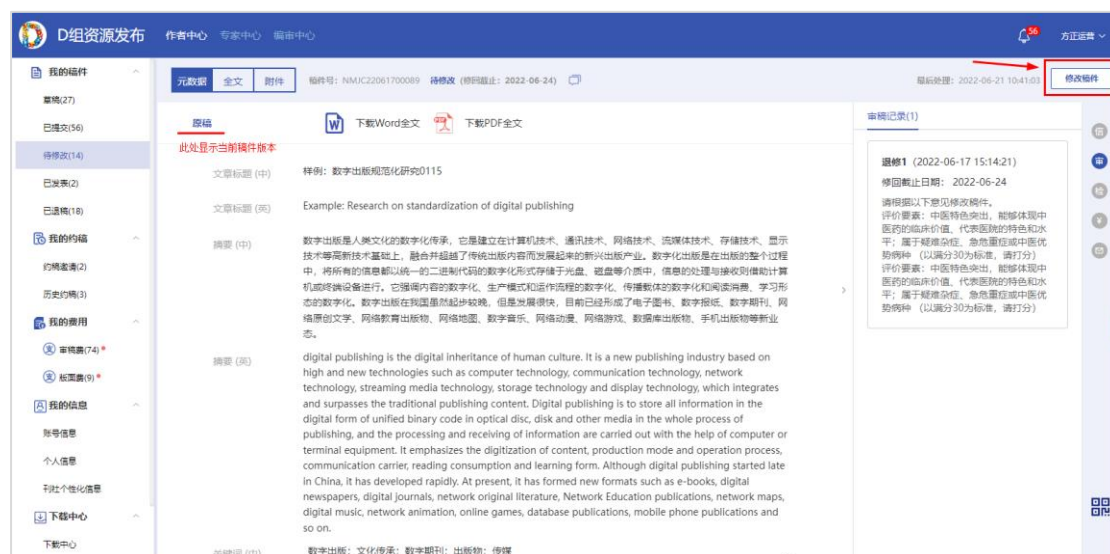 D组资源发布
作者中心 专家中心 编审中心
56
方正运营
我的稿件
草稿(27)
已提交(56)
待修改(14)
已发表(2)
已退稿(18)
我的约稿
约稿邀请(2)
历史约稿(3)
我的费用
审稿费(74)*
版面费(9)*
我的信息
账号信息
个人信息
刊社个性化信息
下载中心
下载中心
元数据 全文 附件 稿件号：NMJC22061700089 待修改 (修回截止：2022-06-24)
最后处理：2022-06-21 10:41:03 修改稿件
原稿 下载Word全文 下载PDF全文
此处显示当前稿件版本
文章标题 (中) 样例：数字出版规范化研究0115
文章标题 (英) Example: Research on standardization of digital publishing
摘要 (中) 数字出版是人类文化的数字化传承，它是建立在计算机技术、通讯技术、网络技术、流媒体技术、存储技术、显示
技术等高新技术基础上，融合并超越了传统出版内容而发展起来的新兴出版产业。数字化出版是在出版的整个过程
中，将所有的信息都以统一的二进制代码的数字化形式存储于光盘、磁盘等介质中，信息的处理与接收则借助计算
机或终端设备进行。它强调内容的数字化、生产模式和运作流程的数字化、传播载体的数字化和阅读消费、学习形
态的数字化。数字出版在我国虽然起步较晚，但是发展很快，目前已经形成了电子图书、数字报纸、数字期刊、网
络原创文学、网络教育出版物、网络地图、数字音乐、网络动漫、网络游戏、数据库出版物、手机出版物等新业
态。
摘要 (英) digital publishing is the digital inheritance of human culture. It is a new publishing industry based on
high and new technologies such as computer technology, communication technology, network
technology, streaming media technology, storage technology and display technology, which integrates
and surpasses the traditional publishing content. Digital publishing is to store all information in the
digital form of unified binary code in optical disc, disk and other media in the whole process of
publishing, and the processing and receiving of information are carried out with the help of computer or
terminal equipment. It emphasizes the digitization of content, production mode and operation process,
communication carrier, reading consumption and learning form. Although digital publishing started late
in China, it has developed rapidly. At present, it has formed new formats such as e-books, digital
newspapers, digital journals, network original literature, Network Education publications, network maps,
digital music, network animation, online games, database publications, mobile phone publications and
so on.
关键词 (中) 数字出版；文化传承；数字期刊；出版物；传媒
审稿记录(1)
退修1 (2022-06-17 15:14:21)
修回截止日期： 2022-06-24
请根据以下意见修改稿件。
评价要素：中医特色突出，能够体现中
医药的临床价值、代表医院的特色和水
平；属于疑难杂症、急危重症或中医优
势病种 （以满分30为标准，请打分）
评价要素：中医特色突出，能够体现中
医药的临床价值、代表医院的特色和水
平；属于疑难杂症、急危重症或中医优
势病种 （以满分30为标准，请打分）
信
审
检